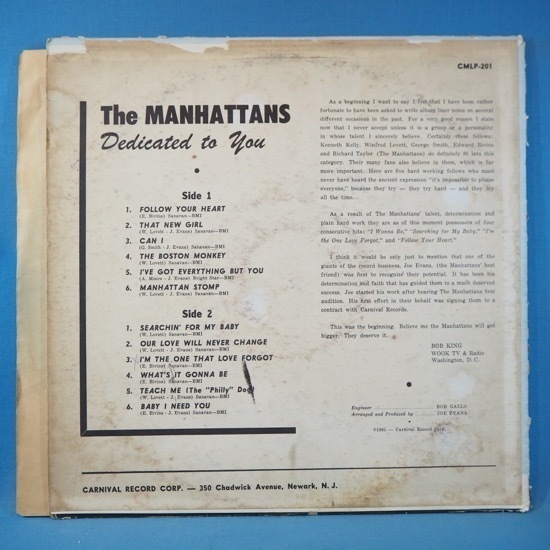 CMLP-201
The MANHATTANS
Dedicated to You
Side 1
1. FOLLOW YOUR HEART
(E. Bivins) Sanavan—BMI
2. THAT NEW GIRL
(W. Lovett - J. Evans) Sanavan—BMI
3. CAN I
(G. Smith - J. Evans) Sanavan—BMI
4. THE BOSTON MONKEY
(W. Lovett - J. Evans) Sanavan—BMI
5. I'VE GOT EVERYTHING BUT YOU
(A. Moore - J. Evans) Bright Star—BMI
6. MANHATTAN STOMP
(W. Lovett - J. Evans) Sanavan—BMI
Side 2
1. SEARCHIN' FOR MY BABY
(W. Lovett) Sanavan—BMI
2. OUR LOVE WILL NEVER CHANGE
(W. Lovett - J. Evans) Sanavan—BMI
3. I'M THE ONE THAT LOVE FORGOT
(E. Bivins) Sanavan—BMI
4. WHAT'S IT GONNA BE
(E. Bivins) Sanavan—BMI
5. TEACH ME (The "Philly" Dog)
(W. Lovett - J. Evans) Sanavan—BMI
6. BABY I NEED YOU
(E. Bivins - J. Evans) Sanavan—BMI
As a beginning I want to say I feel that I have been rather
fortunate to have been asked to write album liner notes on several
different occasions in the past. For a very good reason I state
now that I never accept unless it is a group or a personality
in whose talent I sincerely believe. Certainly these fellows:
Kenneth Kelly, Winfred Lovett, George Smith, Edward Bivins
and Richard Taylor (The Manhattans) do definitely fit into this
category. Their many fans also believe in them, which is far
more important. Here are five hard working fellows who must
never have heard the ancient expression "it's impossible to please
everyone," because they try — they try hard — and they try
all the time.
As a result of The Manhattans' talent, determination and
plain hard work they are as of this moment possessors of four
consecutive hits: "I Wanna Be," "Searching for My Baby," "I'm
the One Love Forgot," and "Follow Your Heart."
I think it would be only just to mention that one of the
giants of the record business, Joe Evans, (the Manhattans' best
friend) was first to recognize their potential. It has been his
determination and faith that has guided them to a much deserved
success. Joe started his work after hearing The Manhattans first
audition. His first effort in their behalf was signing them to a
contract with Carnival Records.
This was the beginning. Believe me the Manhattans will get
bigger. They deserve it.
BOB KING
WOOK TV & Radio
Washington, D. C.
Engineer BOB GALLO
Arranged and Produced by JOE EVANS
— Carnival Record Corp.
CARNIVAL RECORD CORP. — 350 Chadwick Avenue, Newark, N. J.